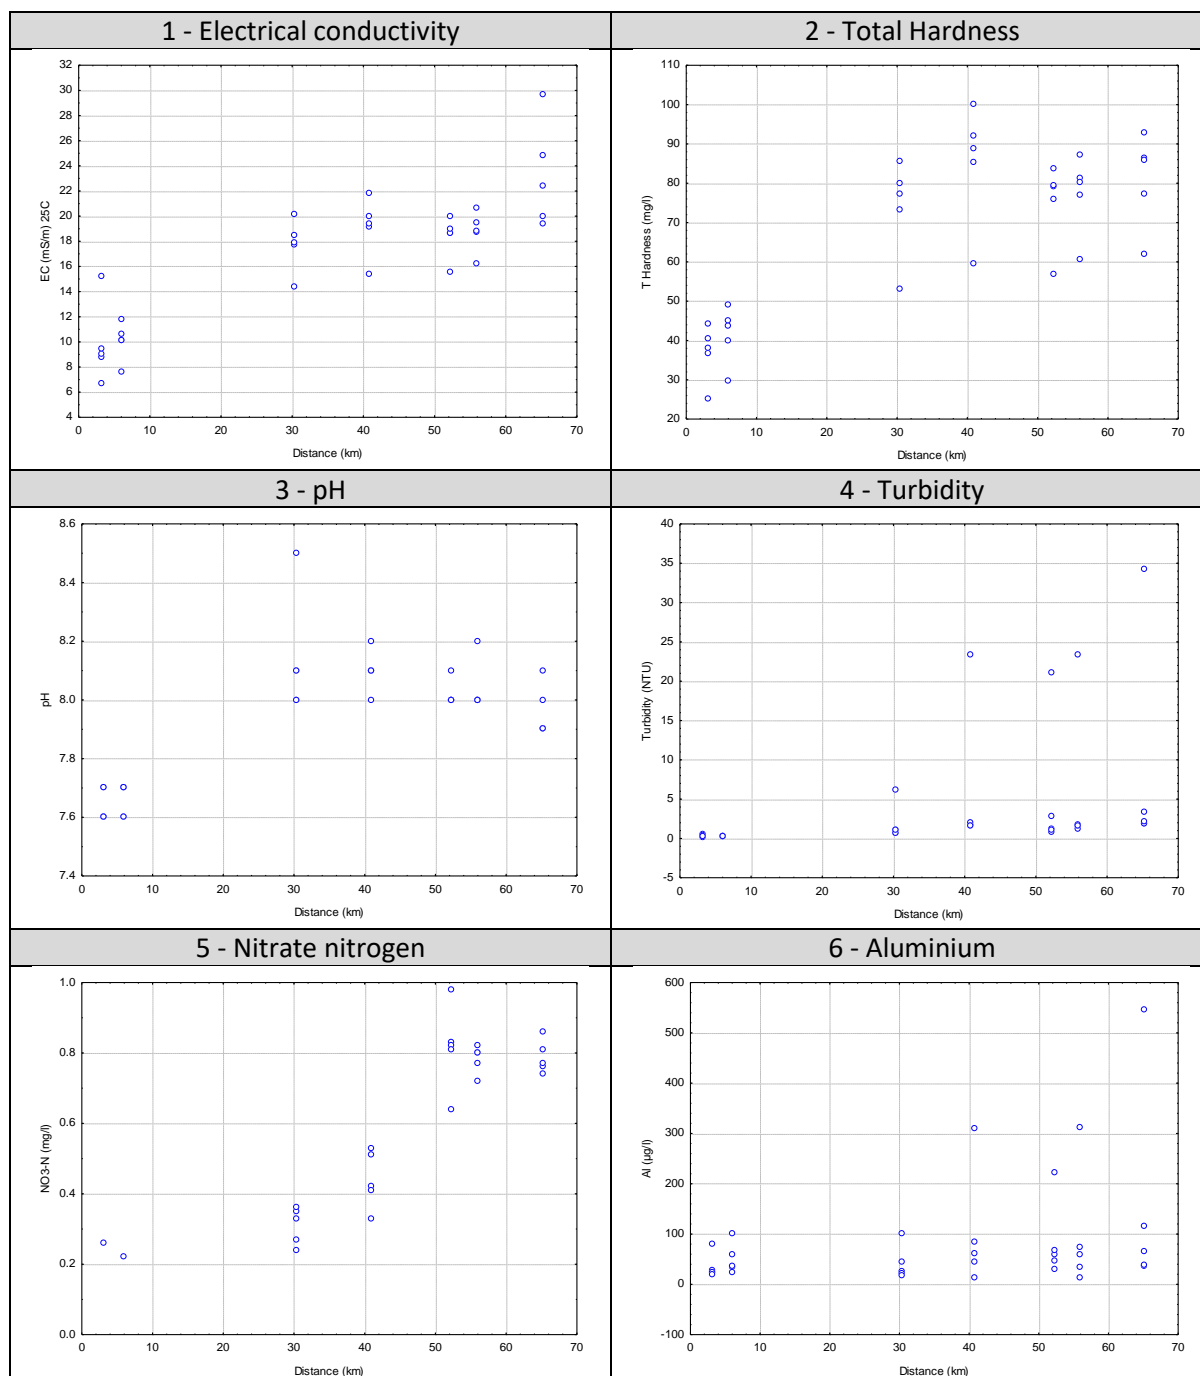 1 - Electrical conductivity
2 - Total Hardness
32
30
28
26
24
22
20
18
16
14
12
10
8
6
4
EC (mS/m) 25C
0 10 20 30 40 50 60 70
Distance (km)
110
100
90
80
70
60
50
40
30
20
T Hardness (mg/l)
0 10 20 30 40 50 60 70
Distance (km)
3 - pH
4 - Turbidity
8.6
8.4
8.2
8.0
7.8
7.6
7.4
pH
0 10 20 30 40 50 60 70
Distance (km)
40
35
30
25
20
15
10
5
0
-5
Turbidity (NTU)
0 10 20 30 40 50 60 70
Distance (km)
5 - Nitrate nitrogen
6 - Aluminium
1.0
0.8
0.6
0.4
0.2
0.0
NO3-N (mg/l)
0 10 20 30 40 50 60 70
Distance (km)
600
500
400
300
200
100
0
-100
Al (µg/l)
0 10 20 30 40 50 60 70
Distance (km)